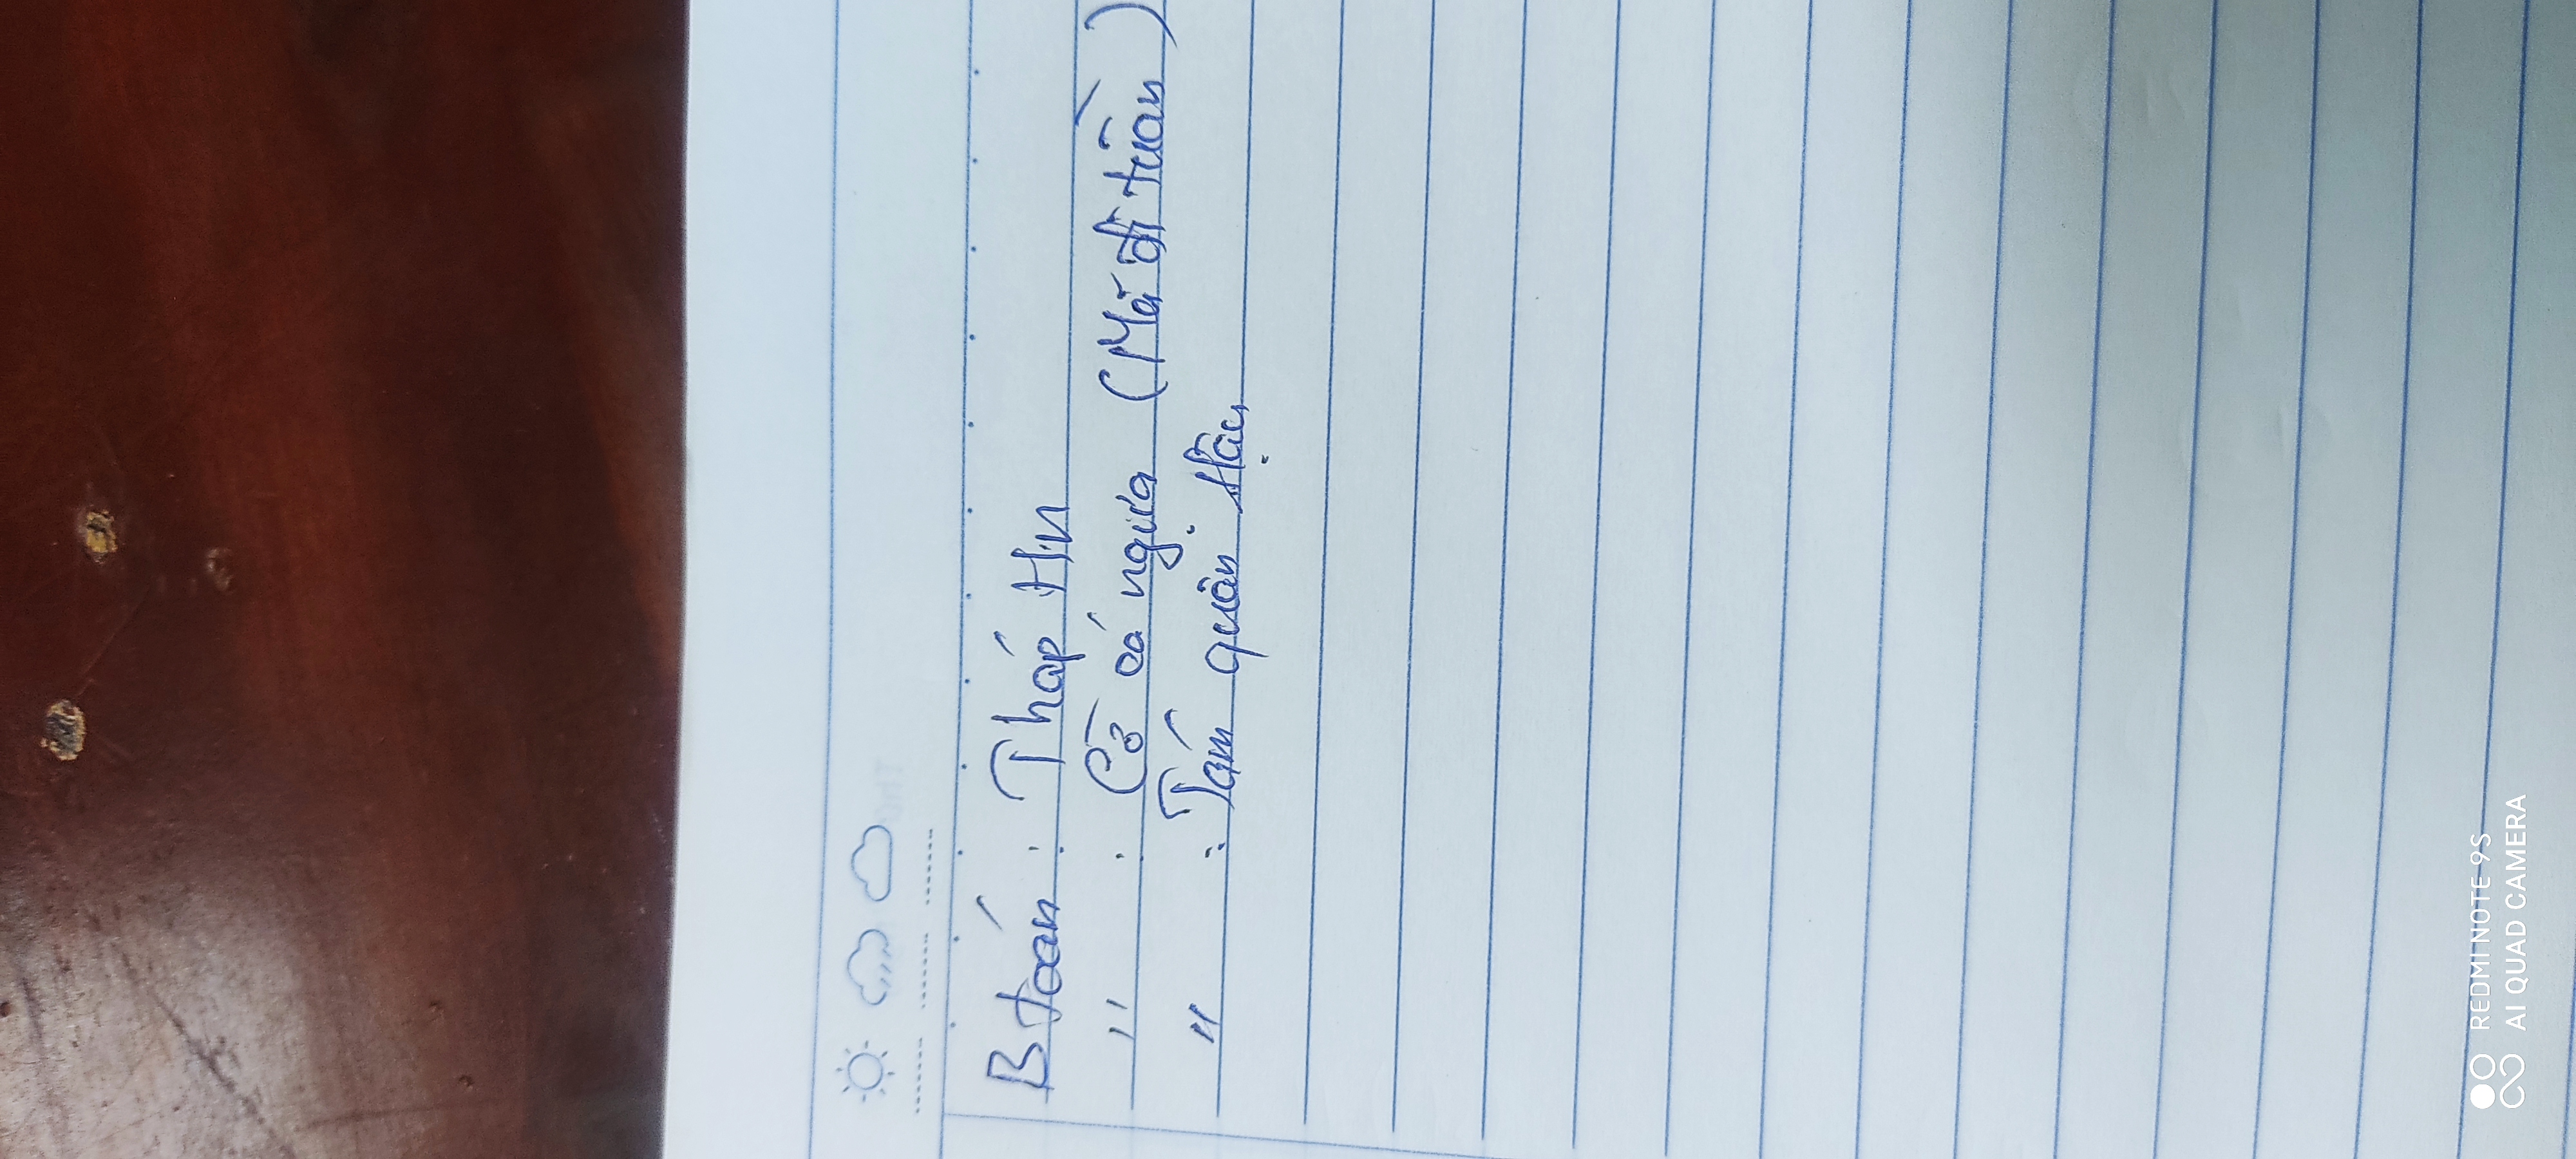 B toán : Tháp HN
" : Cờ cá ngựa (Mã đi tuần)
" : Tám quân Hậu
REDMI NOTE 9S
AI QUAD CAMERA